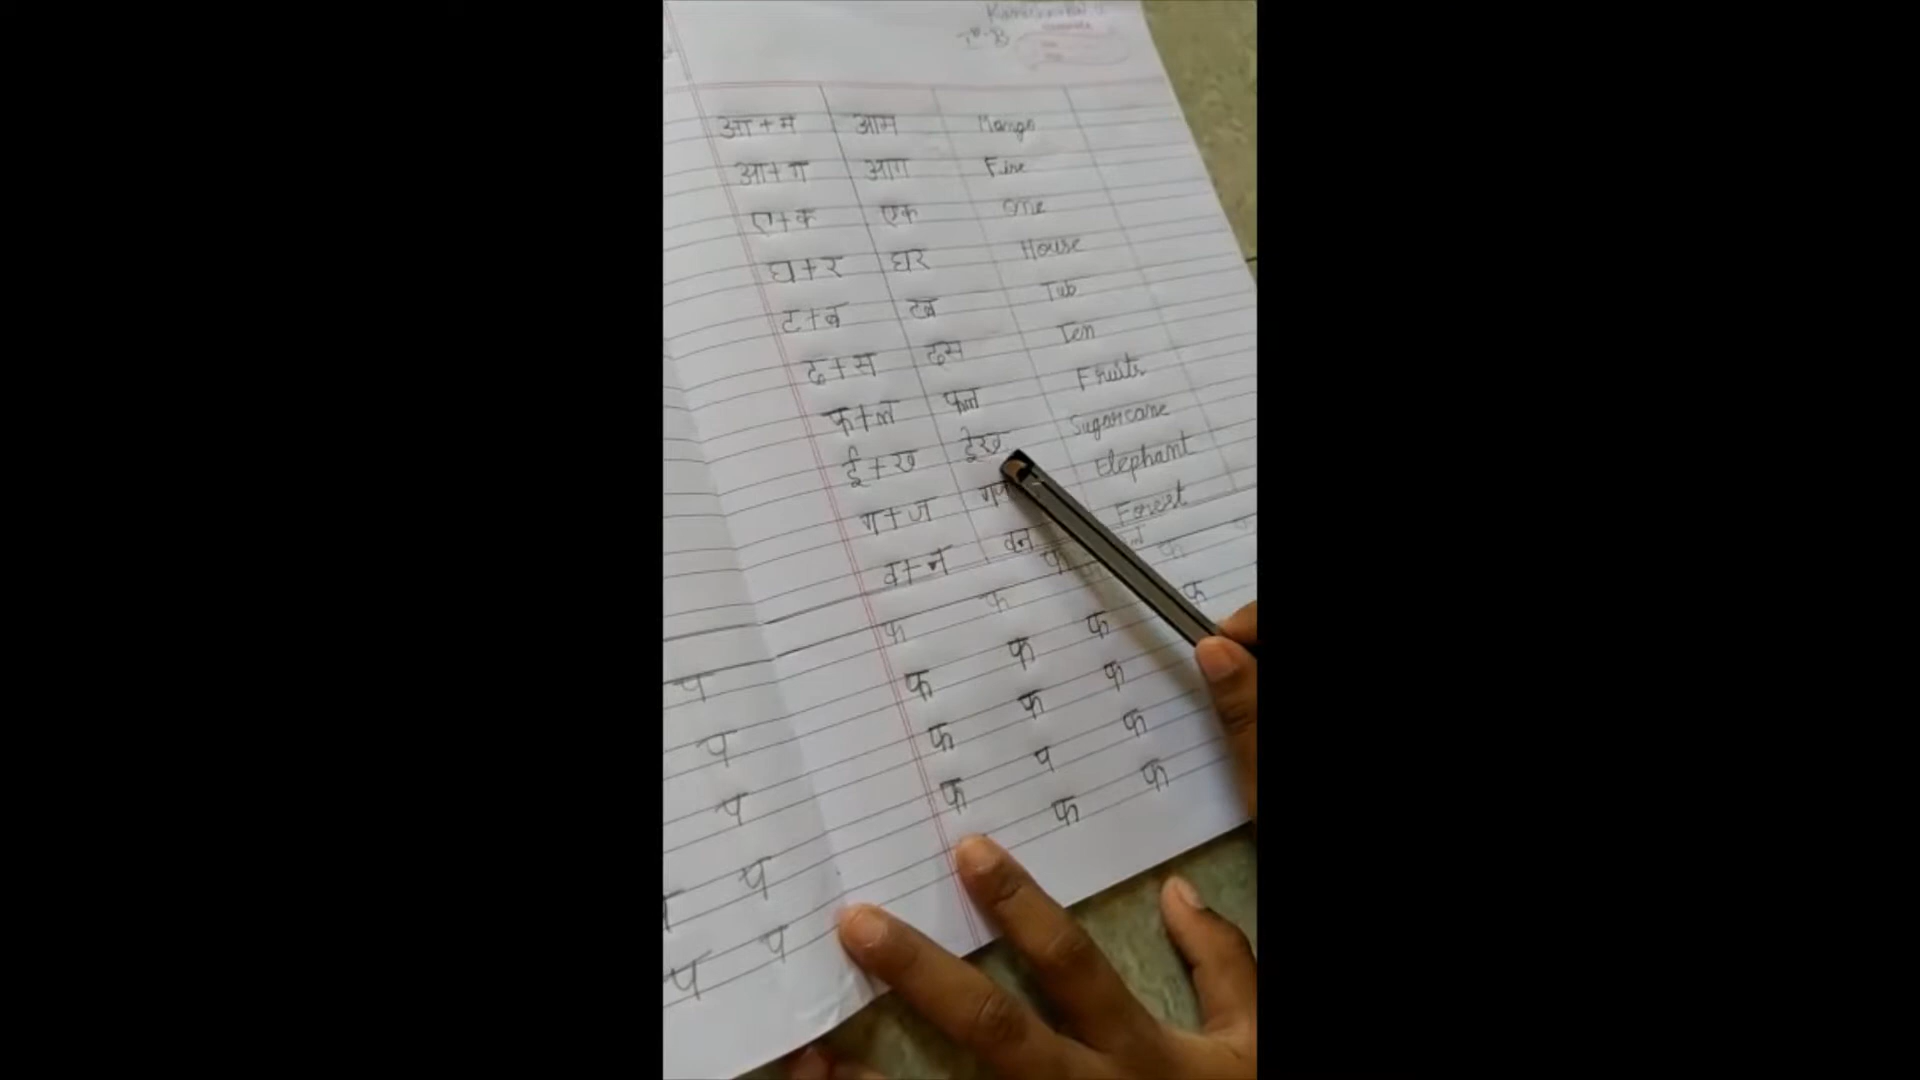 I B
आ + म आम Mango
आ + ग आग Fire
ए + क एक One
घ + र घर House
ट + ब टब Tub
द + स दस Ten
फ + ल फल Fruits
ई + ख ईख Sugarcane
ग + ज गज Elephant
व + न वन Forest
फ फ फ फ
फ फ फ फ
प फ फ फ
प फ प फ
प फ फ
प प